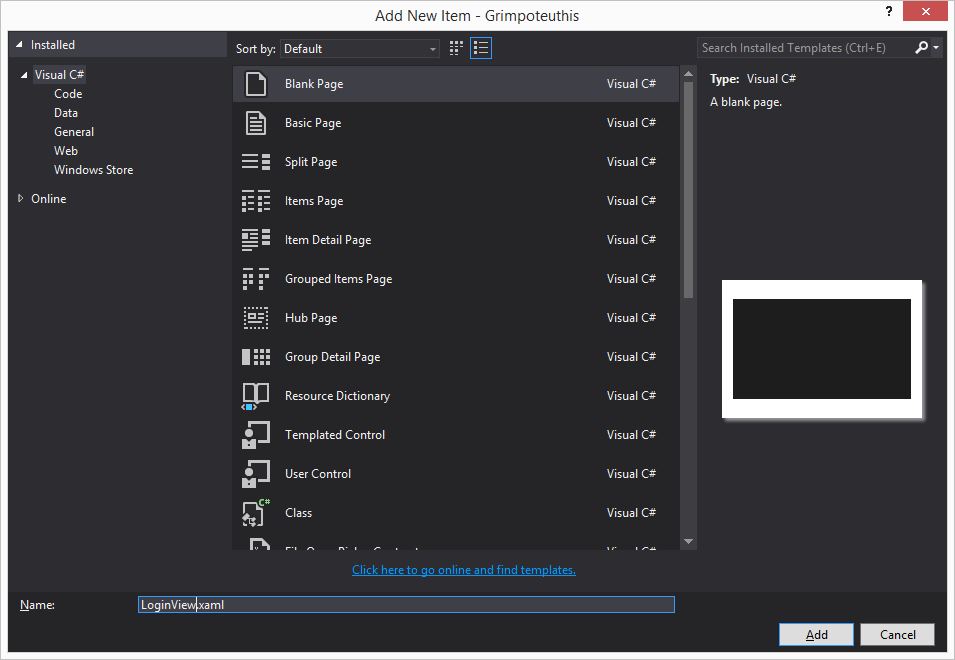 Add New Item - Grimpoteuthis
?
Installed
Visual C#
Code
Data
General
Web
Windows Store
Online
Sort by: Default
Blank Page Visual C#
Basic Page Visual C#
Split Page Visual C#
Items Page Visual C#
Item Detail Page Visual C#
Grouped Items Page Visual C#
Hub Page Visual C#
Group Detail Page Visual C#
Resource Dictionary Visual C#
Templated Control Visual C#
User Control Visual C#
C#
Class Visual C#
Search Installed Templates (Ctrl+E)
Type: Visual C#
A blank page.
Click here to go online and find templates.
Name: LoginView.xaml
Add Cancel